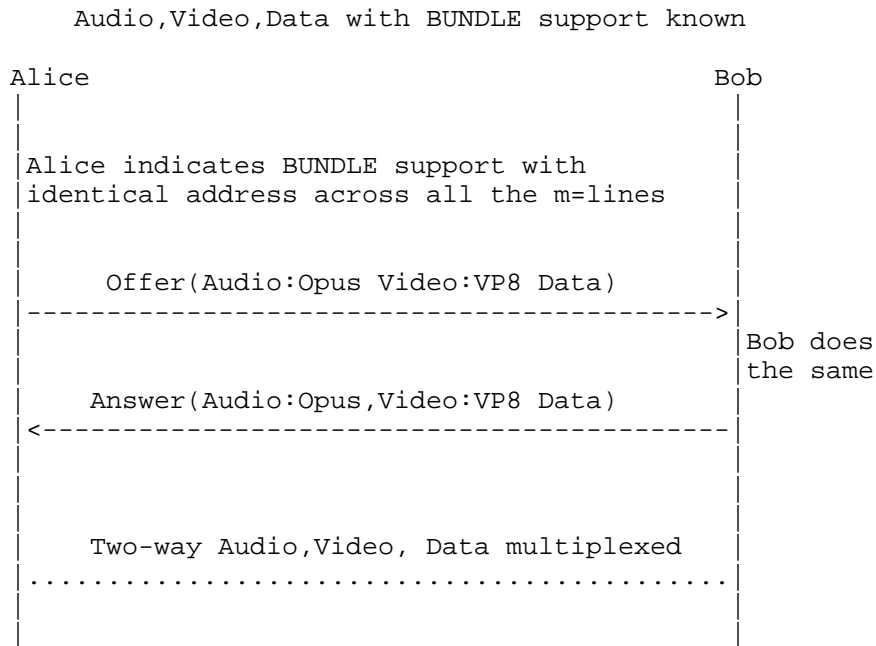 Audio,Video,Data with BUNDLE support known
Alice Bob
Alice indicates BUNDLE support with
identical address across all the m=lines
Offer(Audio:Opus Video:VP8 Data)
Bob does
the same
Answer(Audio:Opus,Video:VP8 Data)
Two-way Audio,Video, Data multiplexed